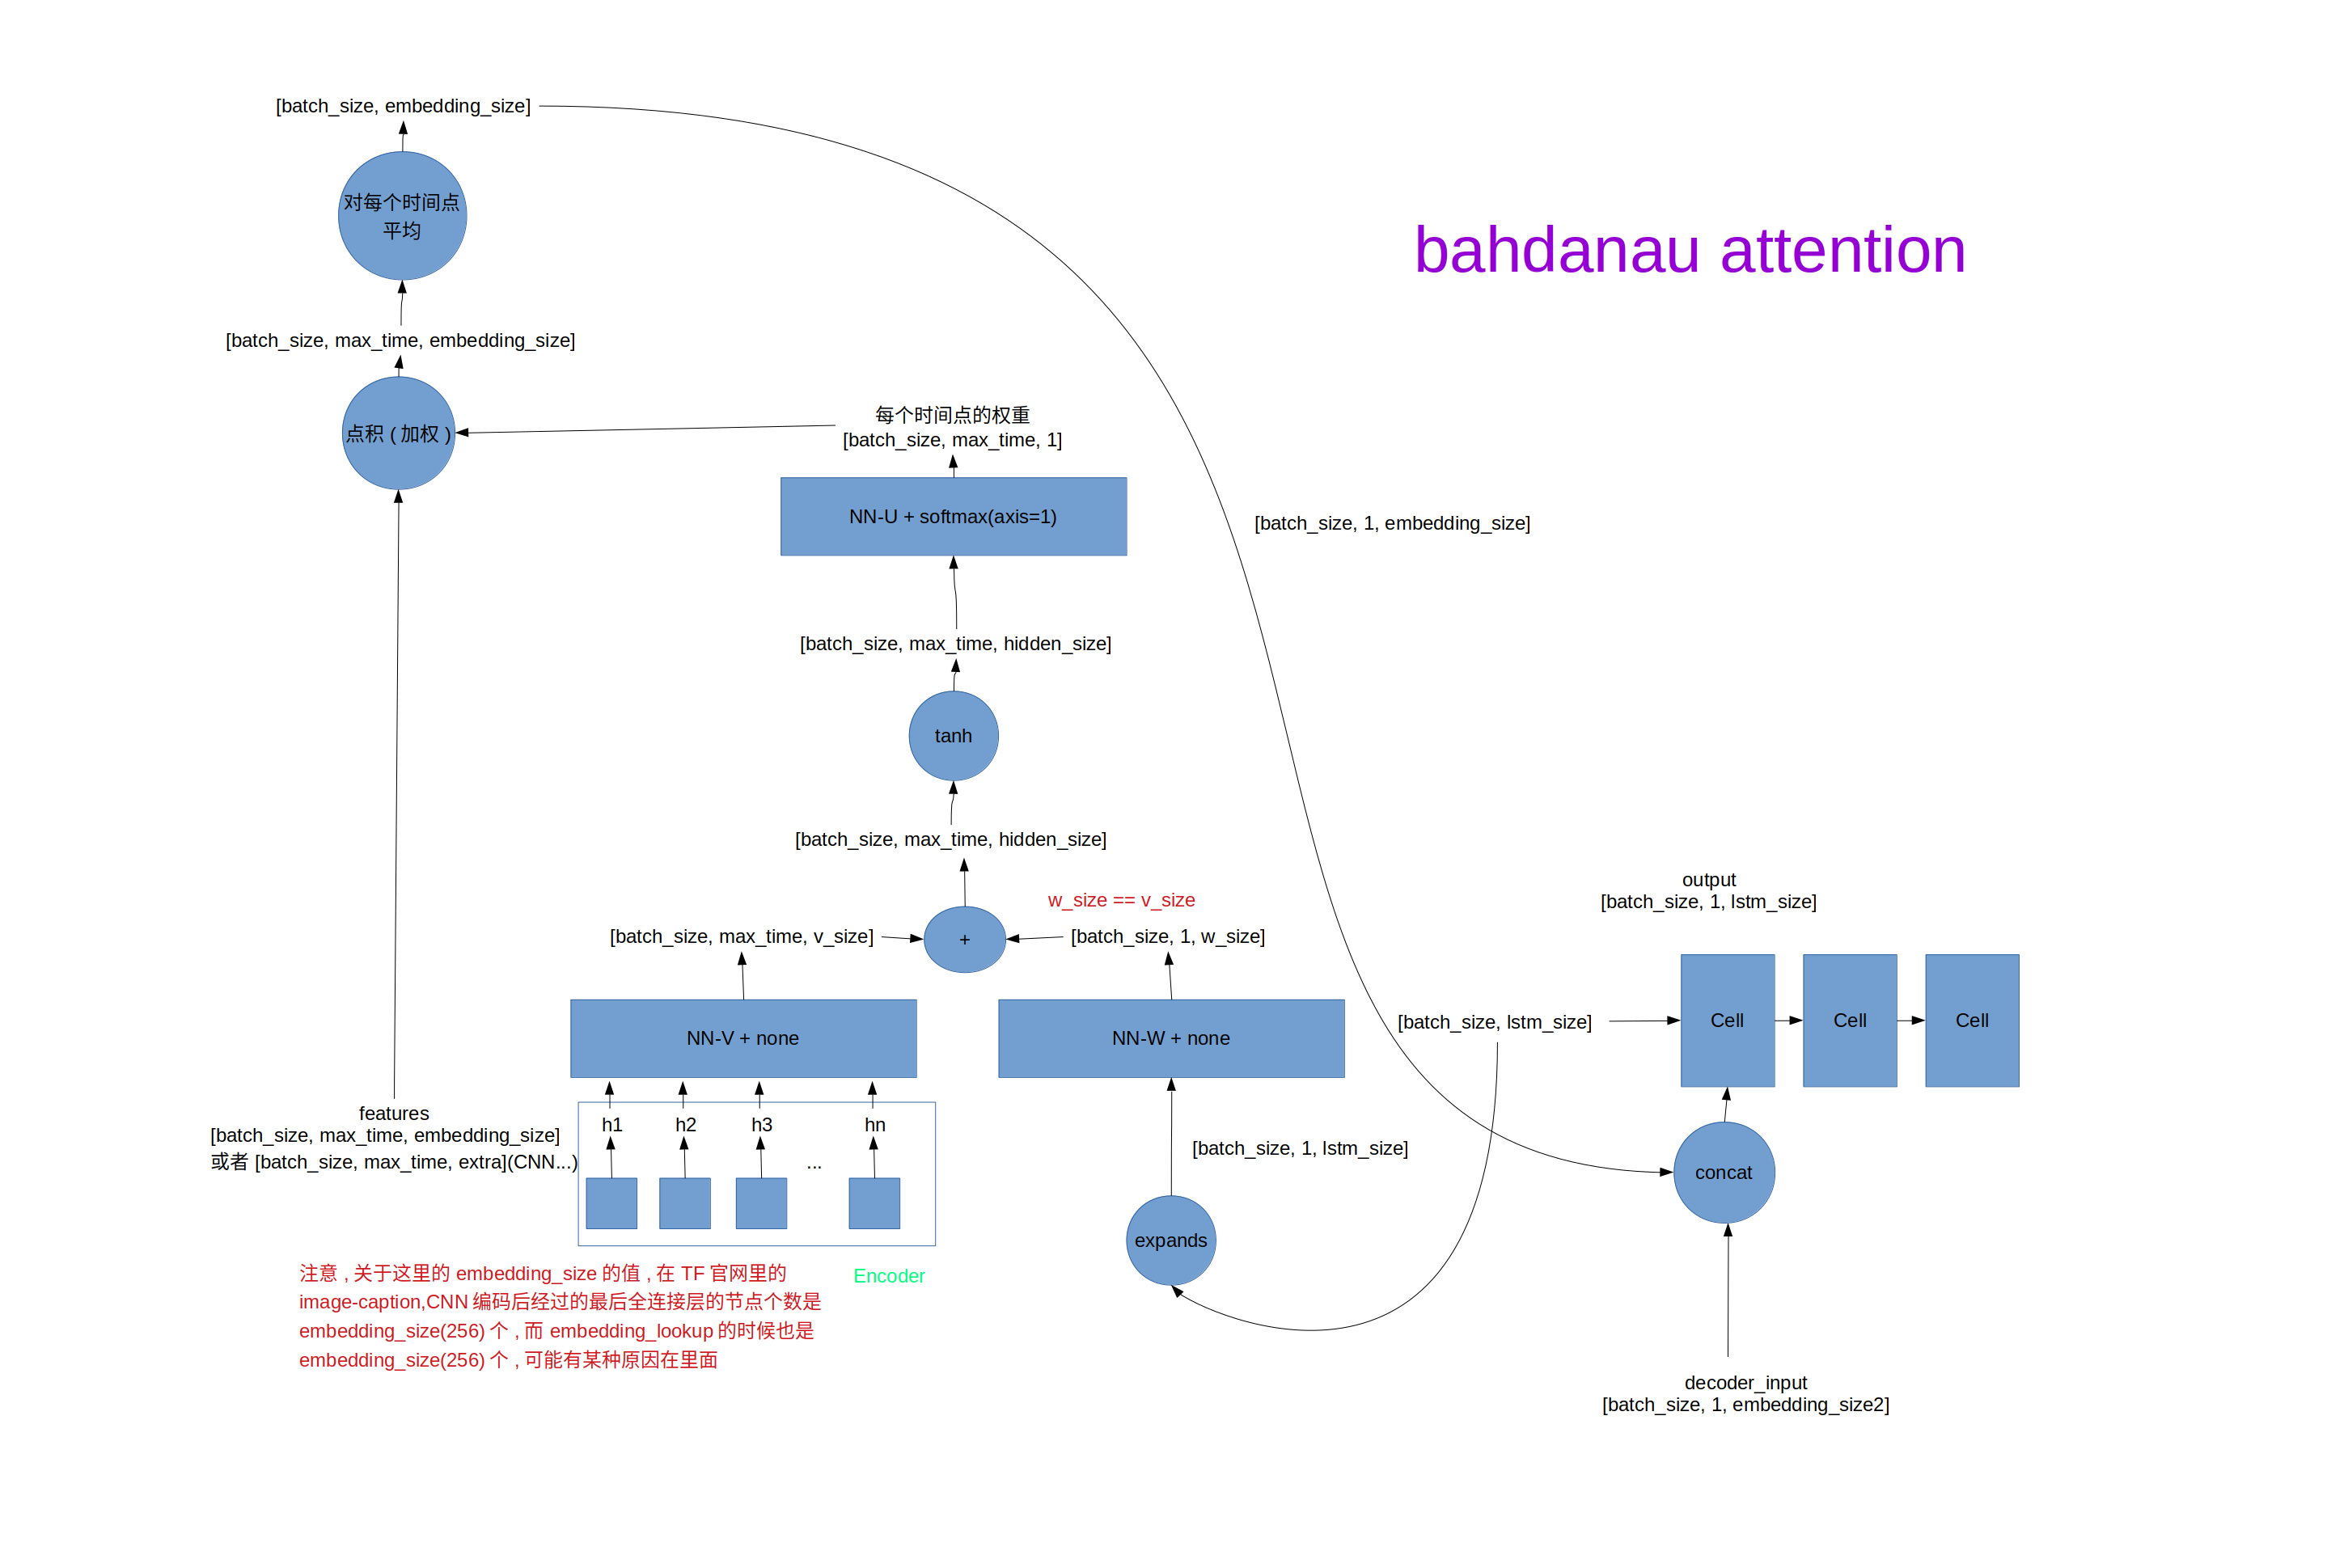 [batch_size, embedding_size]
对每个时间点
平均
bahdanau attention
[batch_size, max_time, embedding_size]
点积 ( 加权 )
每个时间点的权重
[batch_size, max_time, 1]
NN-U + softmax(axis=1)
[batch_size, 1, embedding_size]
[batch_size, max_time, hidden_size]
tanh
[batch_size, max_time, hidden_size]
w_size == v_size
[batch_size, max_time, v_size]
+
[batch_size, 1, w_size]
output
[batch_size, 1, lstm_size]
NN-V + none
NN-W + none
[batch_size, lstm_size]
Cell
Cell
Cell
features
[batch_size, max_time, embedding_size]
或者 [batch_size, max_time, extra](CNN...)
h1
h2
h3
hn
...
[batch_size, 1, lstm_size]
concat
expands
Encoder
注意 , 关于这里的 embedding_size 的值 , 在 TF 官网里的
image-caption,CNN 编码后经过的最后全连接层的节点个数是
embedding_size(256) 个 , 而 embedding_lookup 的时候也是
embedding_size(256) 个 , 可能有某种原因在里面
decoder_input
[batch_size, 1, embedding_size2]